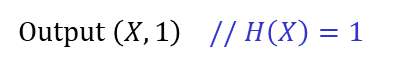 Output (X, 1) // H(X) = 1